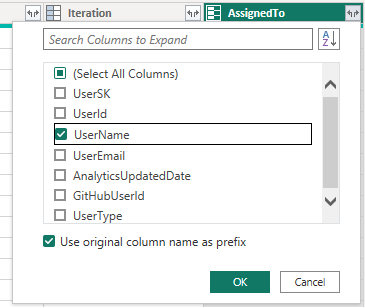 Iteration AssignedTo
Search Columns to Expand
(Select All Columns)
UserSK
UserId
UserName
UserEmail
AnalyticsUpdatedDate
GitHubUserId
UserType
Use original column name as prefix
OK Cancel